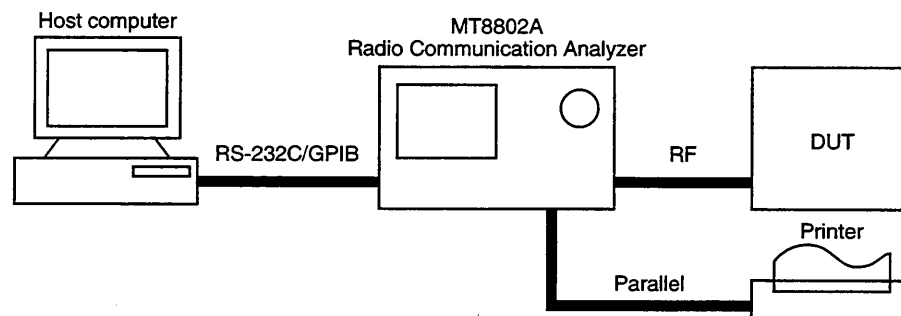 Host computer
MT8802A
Radio Communication Analyzer
RS-232C/GPIB
RF
DUT
Printer
Parallel